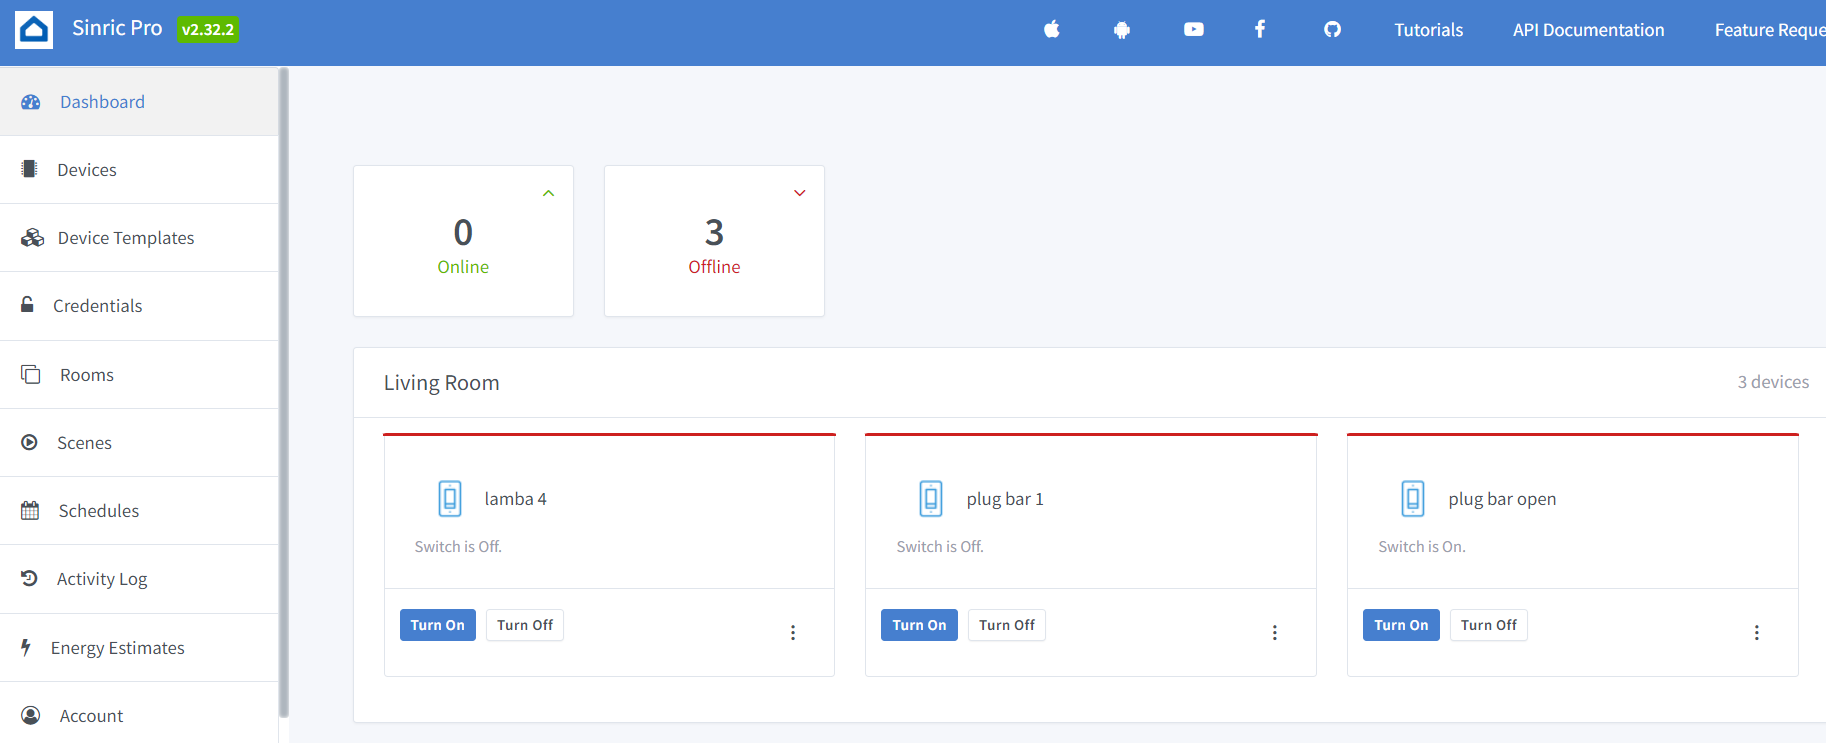 Sinric Pro v2.32.2
Tutorials API Documentation Feature Reque
Dashboard
Devices
Device Templates
Credentials
Rooms
Scenes
Schedules
Activity Log
Energy Estimates
Account
0
Online
3
Offline
Living Room 3 devices
lamba 4
Switch is Off.
Turn On Turn Off
plug bar 1
Switch is Off.
Turn On Turn Off
plug bar open
Switch is On.
Turn On Turn Off